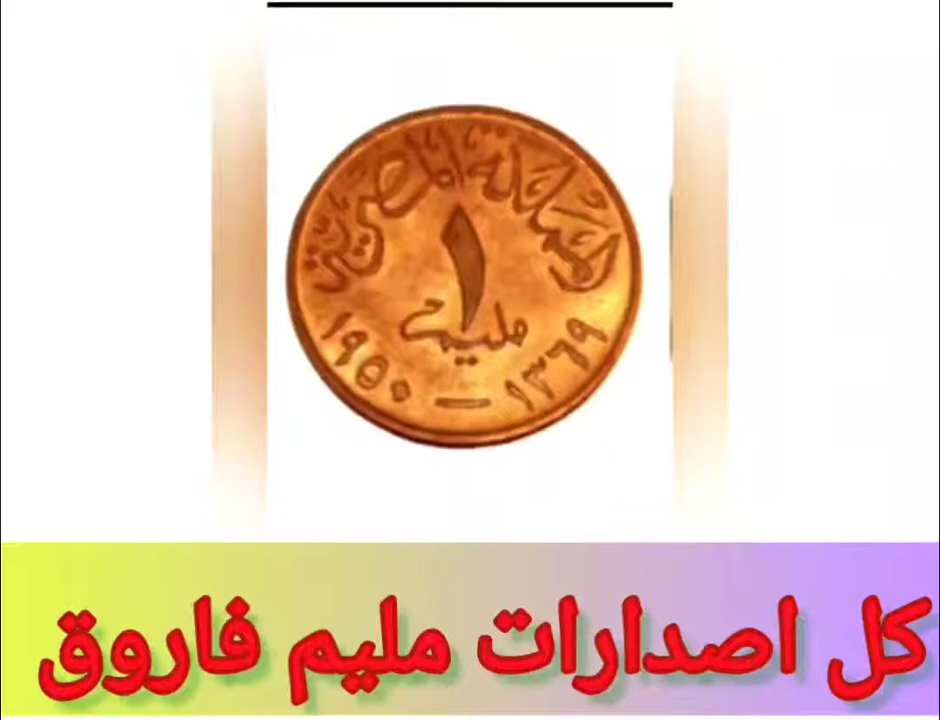 المملكة المصرية
١
مليم
١٣٦٩ — ١٩٥٠
كل اصدارات مليم فاروق